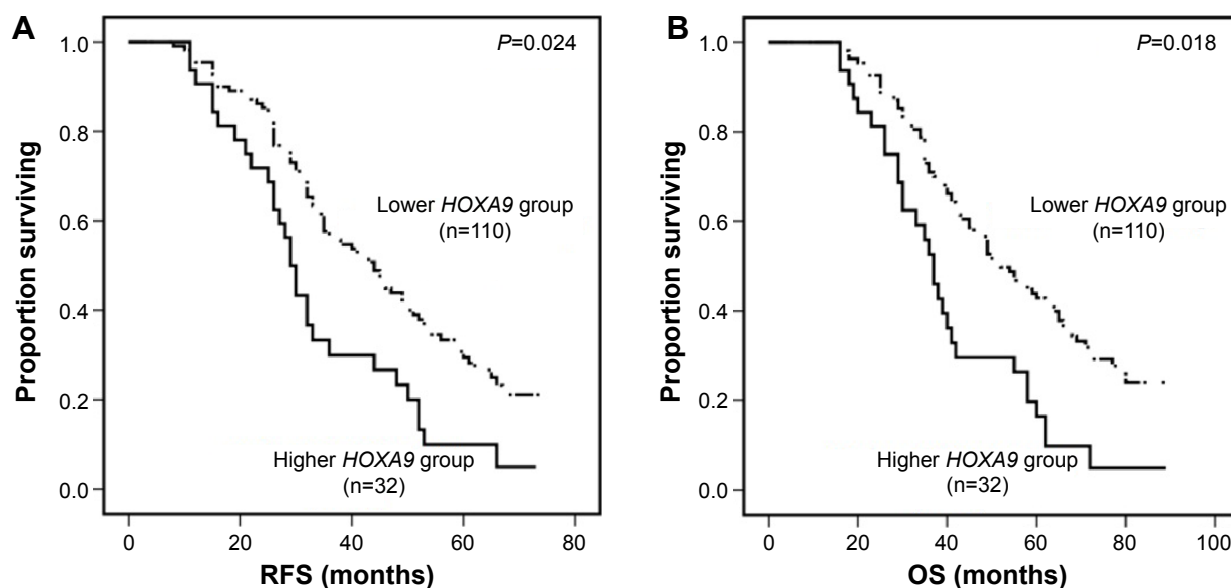 A
P=0.024
Proportion surviving
1.0
0.8
0.6
0.4
0.2
0.0
Lower HOXA9 group
(n=110)
Higher HOXA9 group
(n=32)
0 20 40 60 80
RFS (months)
B
P=0.018
Proportion surviving
1.0
0.8
0.6
0.4
0.2
0.0
Lower HOXA9 group
(n=110)
Higher HOXA9 group
(n=32)
0 20 40 60 80 100
OS (months)